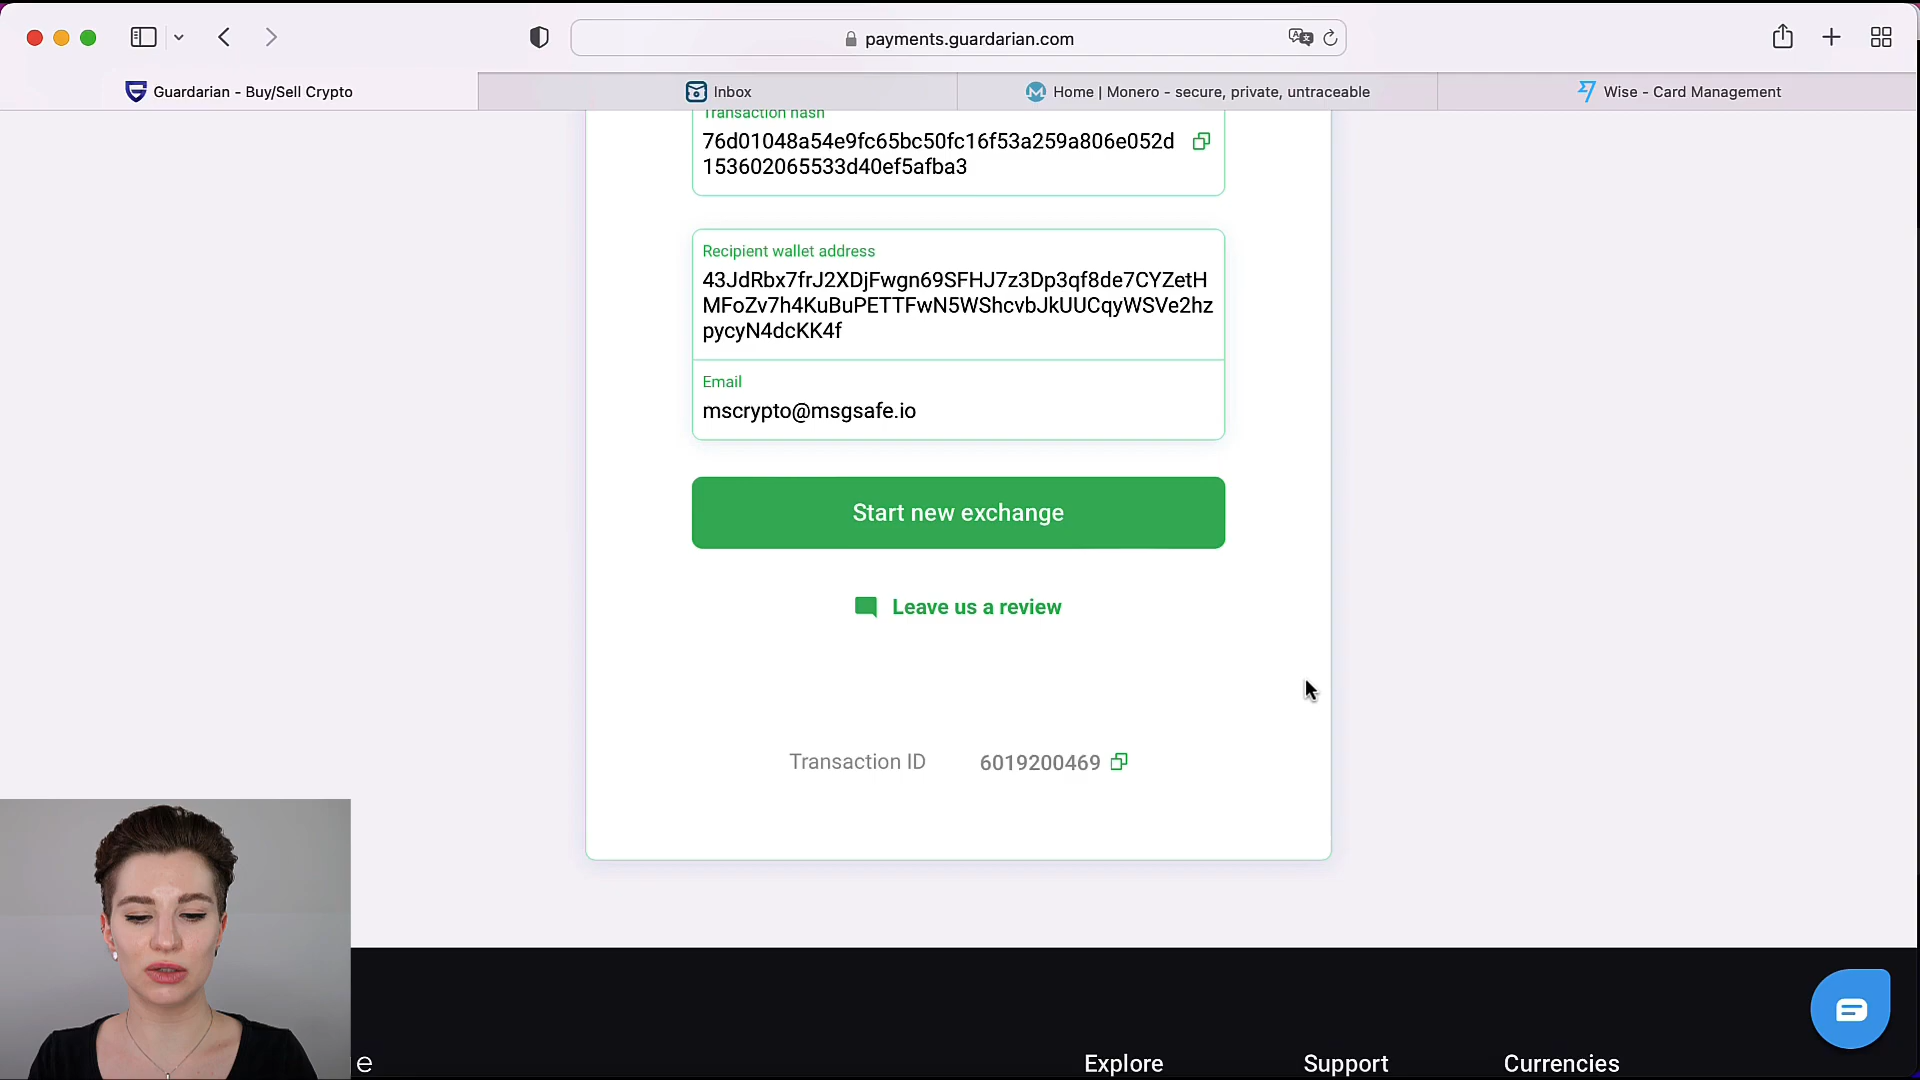 payments.guardarian.com
Guardarian - Buy/Sell Crypto
Inbox
Home | Monero - secure, private, untraceable
Wise - Card Management
Transaction hash
76d01048a54e9fc65bc50fc16f53a259a806e052d
153602065533d40ef5afba3
Recipient wallet address
43JdRbx7frJ2XDjFwgn69SFHJ7z3Dp3qf8de7CYZetH
MFoZv7h4KuBuPETTFwN5WShcvbJkUUCqyWSVe2hz
pycyN4dcKK4f
Email
mscrypto@msgsafe.io
Start new exchange
Leave us a review
Transaction ID 6019200469
e
Explore
Support
Currencies